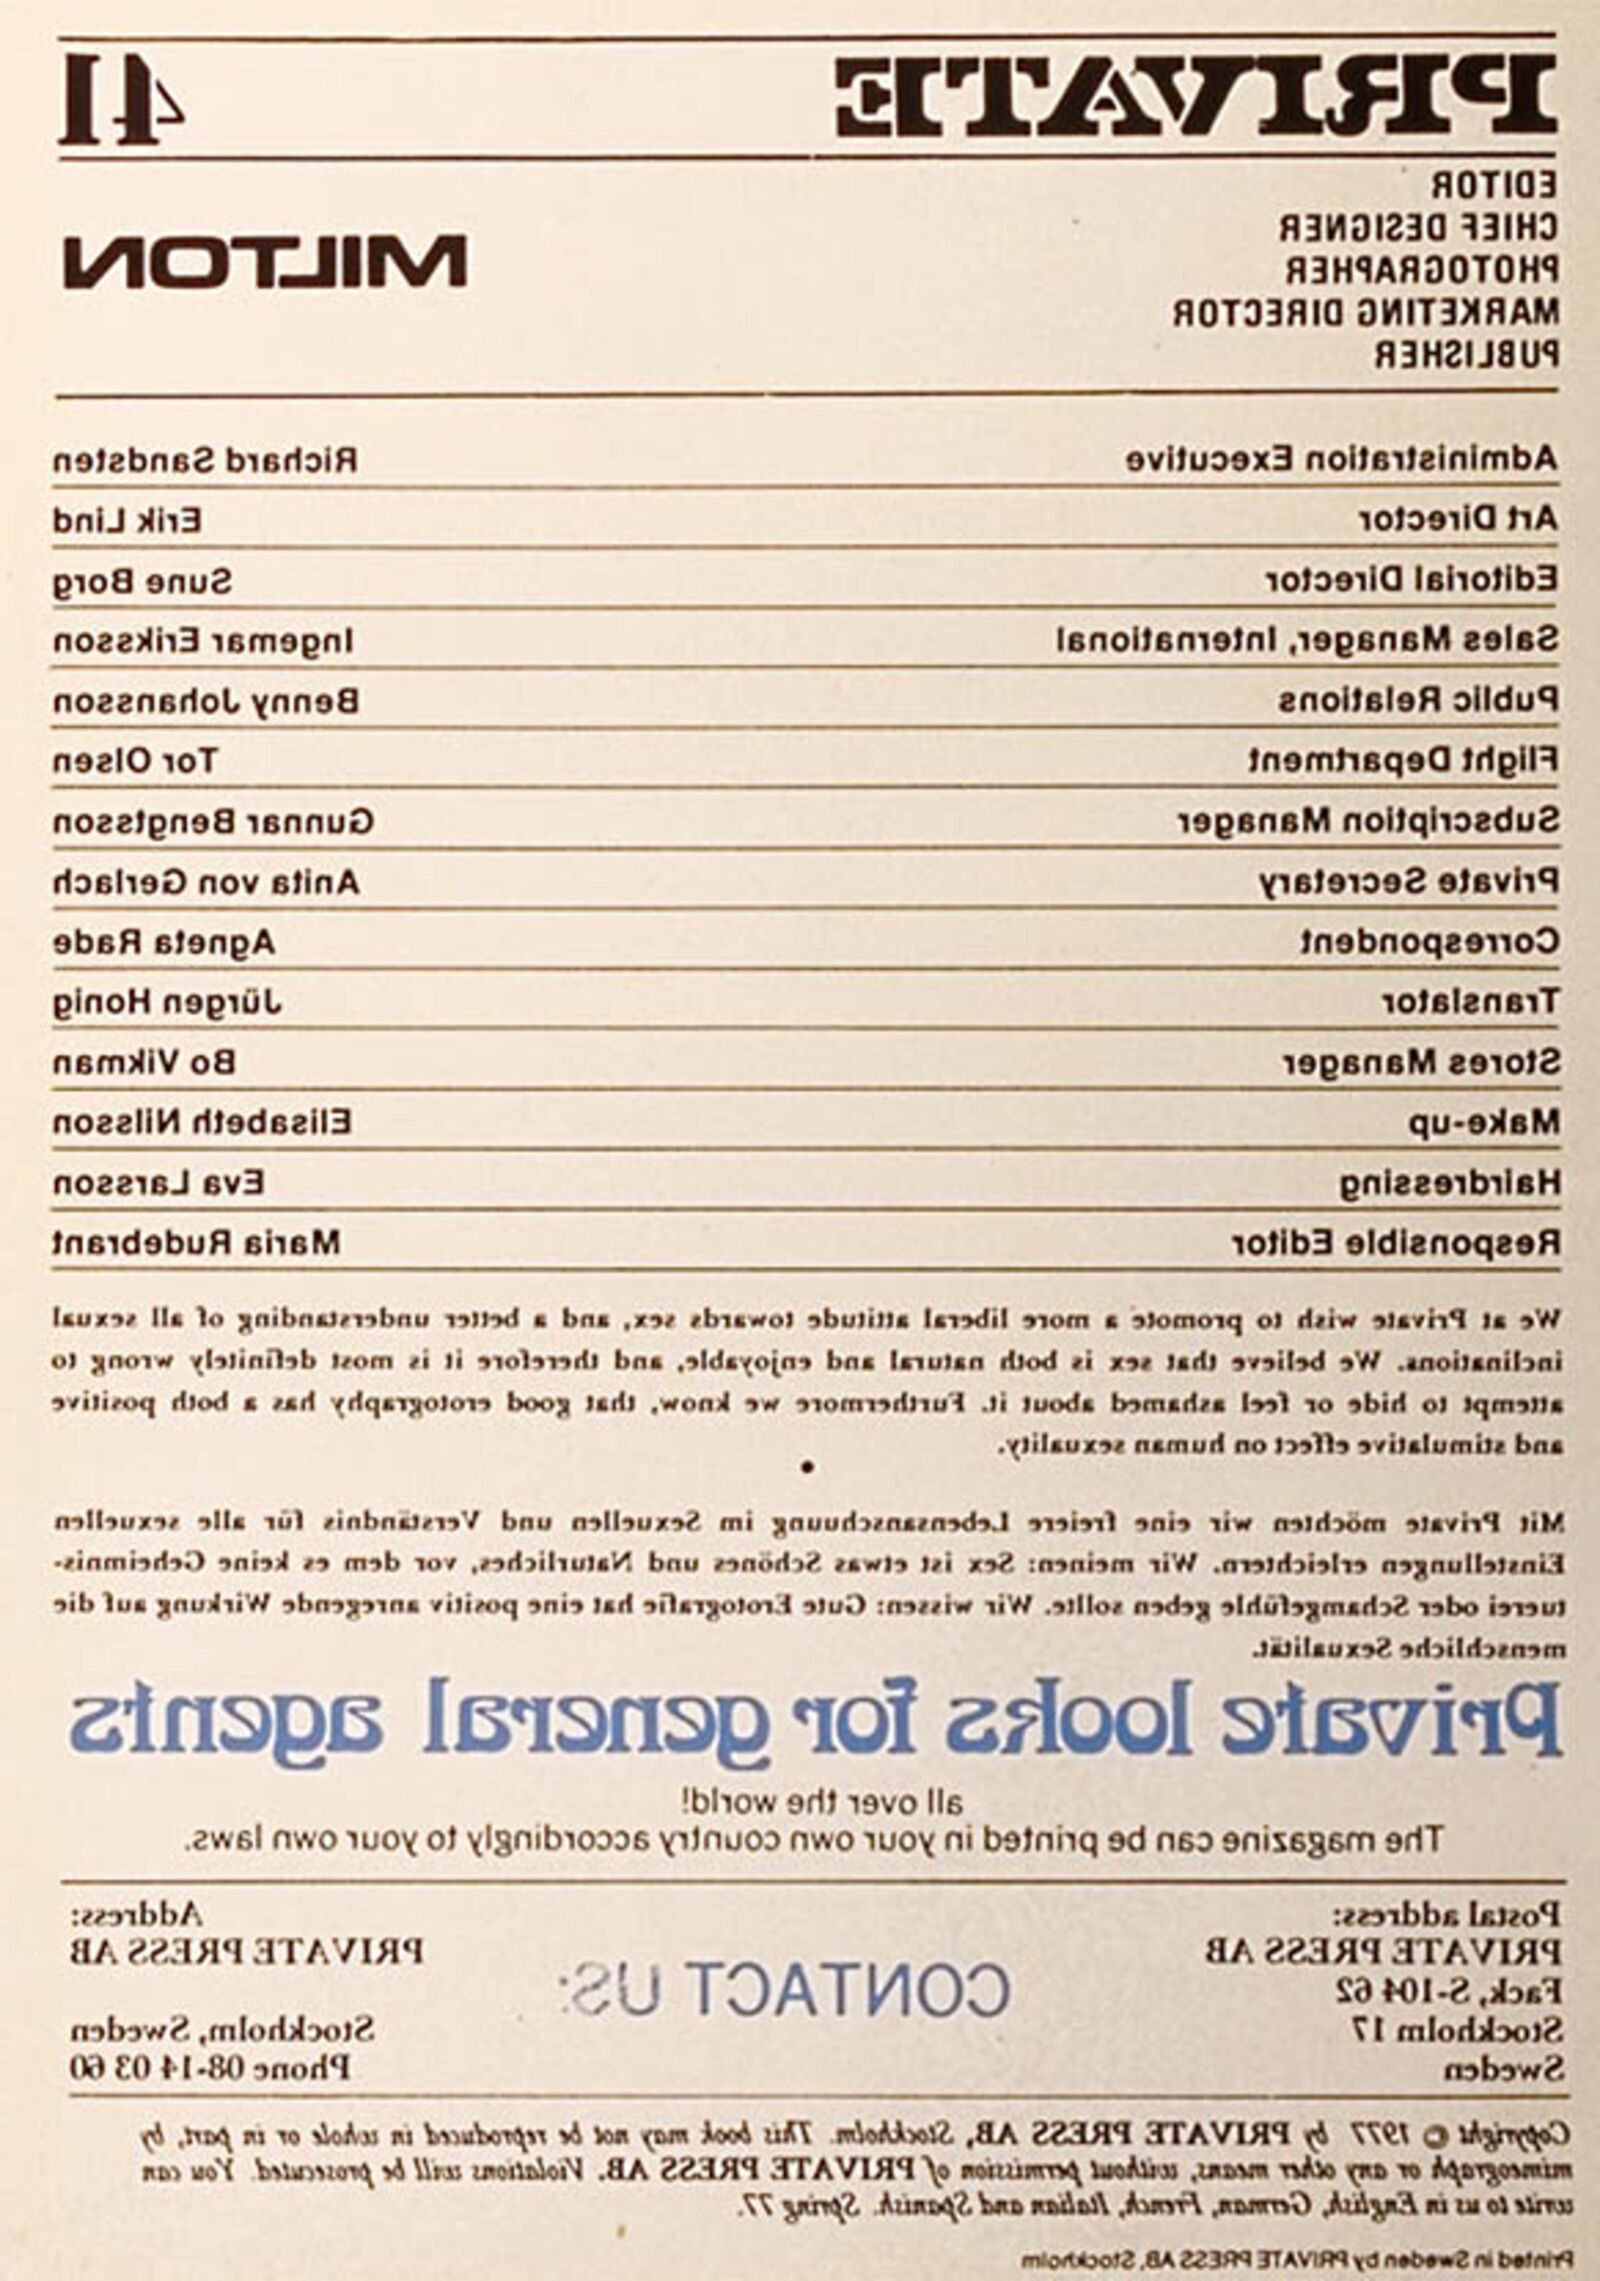 PRIVATE 41
EDITOR
CHIEF DESIGNER
PHOTOGRAPHER
MARKETING DIRECTOR
PUBLISHER
MILTON
Administration Executive Richard Sandsten
Art Director Erik Lind
Editorial Director Sune Borg
Sales Manager, International Ingemar Eriksson
Public Relations Benny Johansson
Flight Department Tor Olsen
Subscription Manager Gunnar Bengtsson
Private Secretary Anita von Gerlach
Correspondent Agneta Rade
Translator Jürgen Honig
Stores Manager Bo Vikman
Make-up Elisabeth Nilsson
Hairdressing Eva Larsson
Responsible Editor Maria Rudebrant
We at Private wish to promote a more liberal attitude towards sex, and a better understanding of all sexual
inclinations. We believe that sex is both natural and enjoyable, and therefore it is most definitely wrong to
attempt to hide or feel ashamed about it. Furthermore we know, that good erotography has a both positive
and stimulative effect on human sexuality.
•
Mit Private möchten wir eine freiere Lebensanschuung im Sexuellen und Verständnis für alle sexuellen
Einstellungen erleichtern. Wir meinen: Sex ist etwas Schönes und Naturliches, vor dem es keine Geheimnis-
tuerei oder Schamgefühle geben sollte. Wir wissen: Gute Erotografie hat eine positiv anregende Wirkung auf die
menschliche Sexualität.
Private looks for general agents
all over the world!
The magazine can be printed in your own country accordingly to your own laws.
Postal address:
PRIVATE PRESS AB
Fack, S-104 62
Stockholm 17
Sweden
CONTACT US:
Address:
PRIVATE PRESS AB
Stockholm, Sweden
Phone 08-14 03 60
Copyright © 1977 by PRIVATE PRESS AB, Stockholm. This book may not be reproduced in whole or in part, by
mimeograph or any other means, without permission of PRIVATE PRESS AB. Violations will be prosecuted. You can
write to us in English, German, French, Italian and Spanish. Spring 77.
Printed in Sweden by PRIVATE PRESS AB, Stockholm